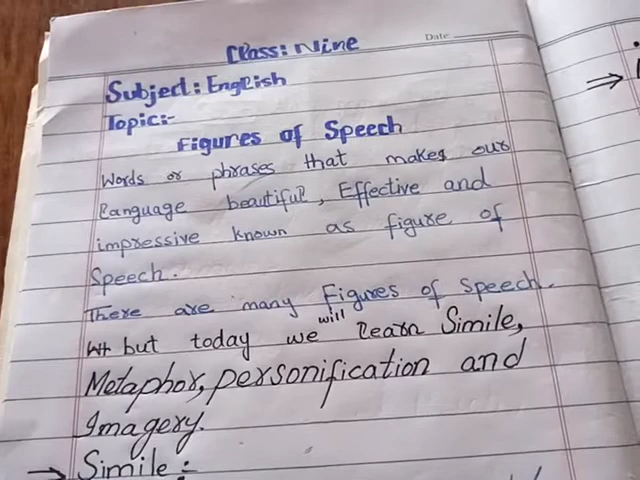 Date
Class: Nine
Subject: English
Topic:-
Figures of Speech
Words or phrases that makes our
language beautiful, Effective and
impressive known as figure of
Speech.
There are many Figures of Speech.
but today we will learn Simile,
Metaphor, personification and
Imagery.
→ Simile:-
⇒